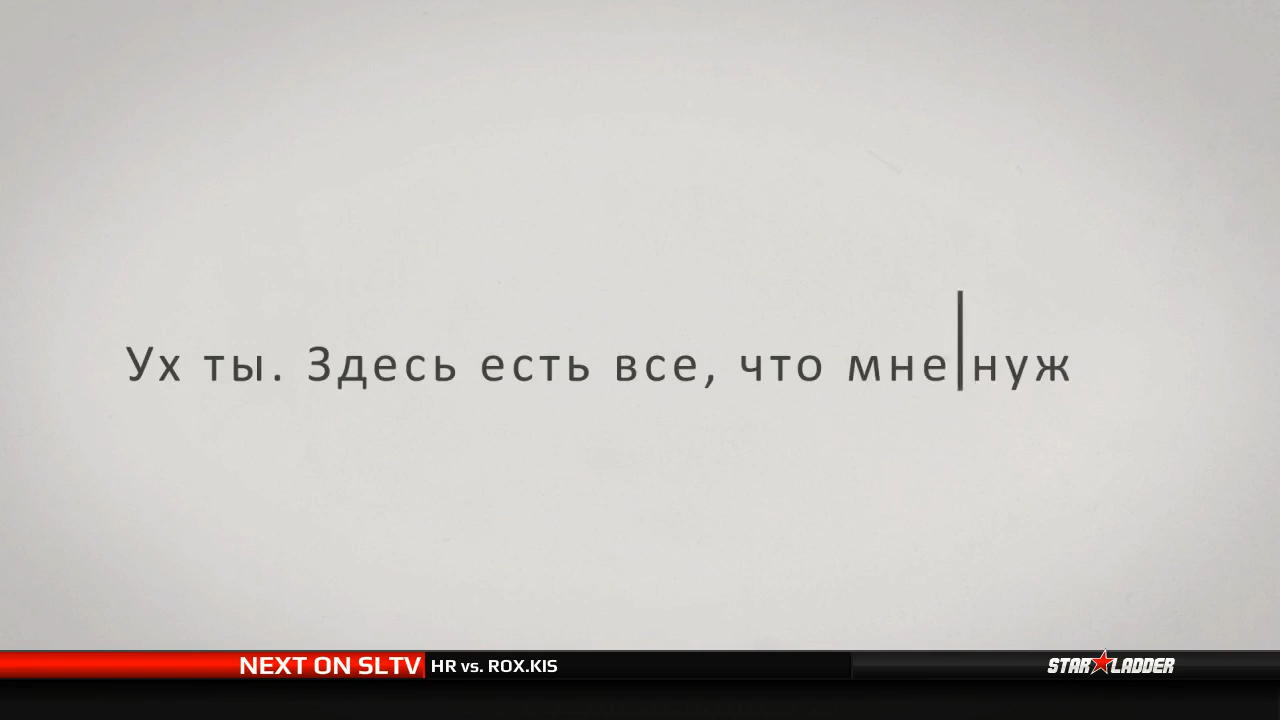 Ух ты. Здесь есть все, что мне нуж
NEXT ON SLTV HR vs. ROX.KIS
STAR LADDER